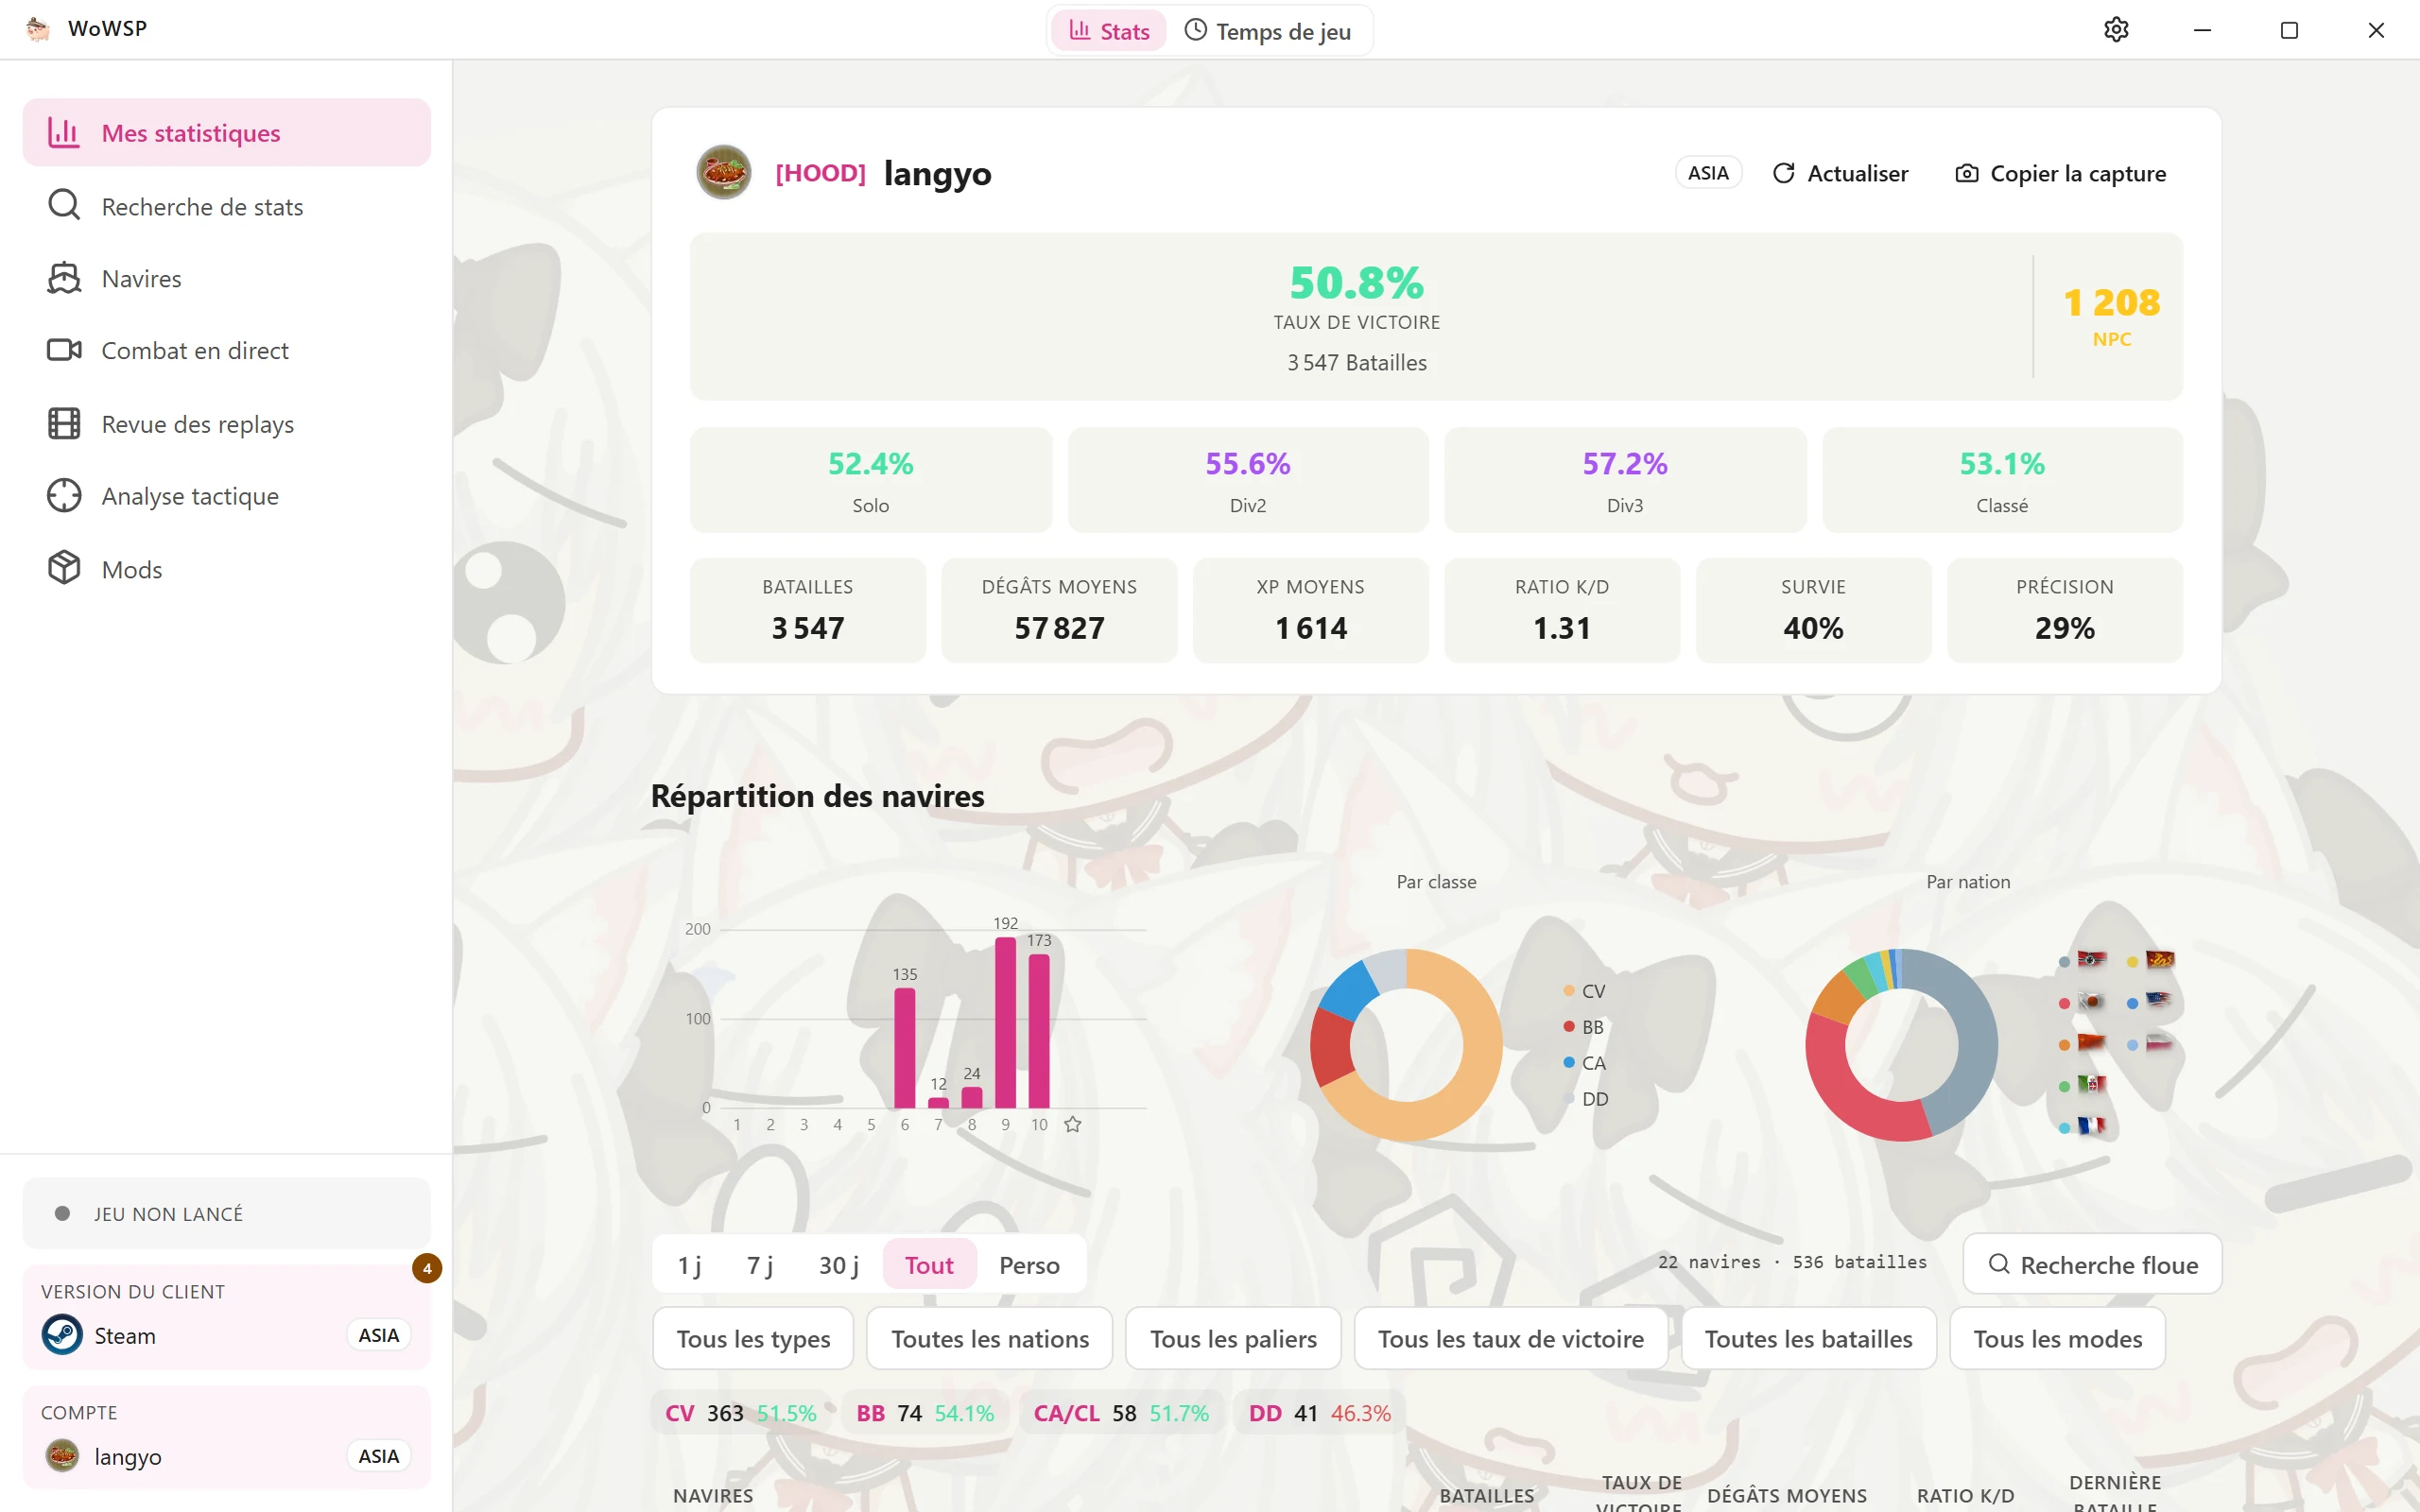 WoWSP
Stats
Temps de jeu
Mes statistiques
Recherche de stats
Navires
Combat en direct
Revue des replays
Analyse tactique
Mods
JEU NON LANCÉ
4
VERSION DU CLIENT
Steam
ASIA
COMPTE
langyo
ASIA
[HOOD] langyo
ASIA
Actualiser
Copier la capture
50.8%
TAUX DE VICTOIRE
3 547 Batailles
1 208
NPC
52.4%
Solo
55.6%
Div2
57.2%
Div3
53.1%
Classé
BATAILLES
3 547
DÉGÂTS MOYENS
57 827
XP MOYENS
1 614
RATIO K/D
1.31
SURVIE
40%
PRÉCISION
29%
Répartition des navires
200
100
0
135
12
24
192
173
1 2 3 4 5 6 7 8 9 10
Par classe
CV
BB
CA
DD
Par nation
1 j 7 j 30 j Tout Perso
22 navires · 536 batailles
Recherche floue
Tous les types
Toutes les nations
Tous les paliers
Tous les taux de victoire
Toutes les batailles
Tous les modes
CV 363 51.5%
BB 74 54.1%
CA/CL 58 51.7%
DD 41 46.3%
NAVIRES
BATAILLES
TAUX DE
VICTOIRE
DÉGÂTS MOYENS
RATIO K/D
DERNIÈRE
BATAILLE